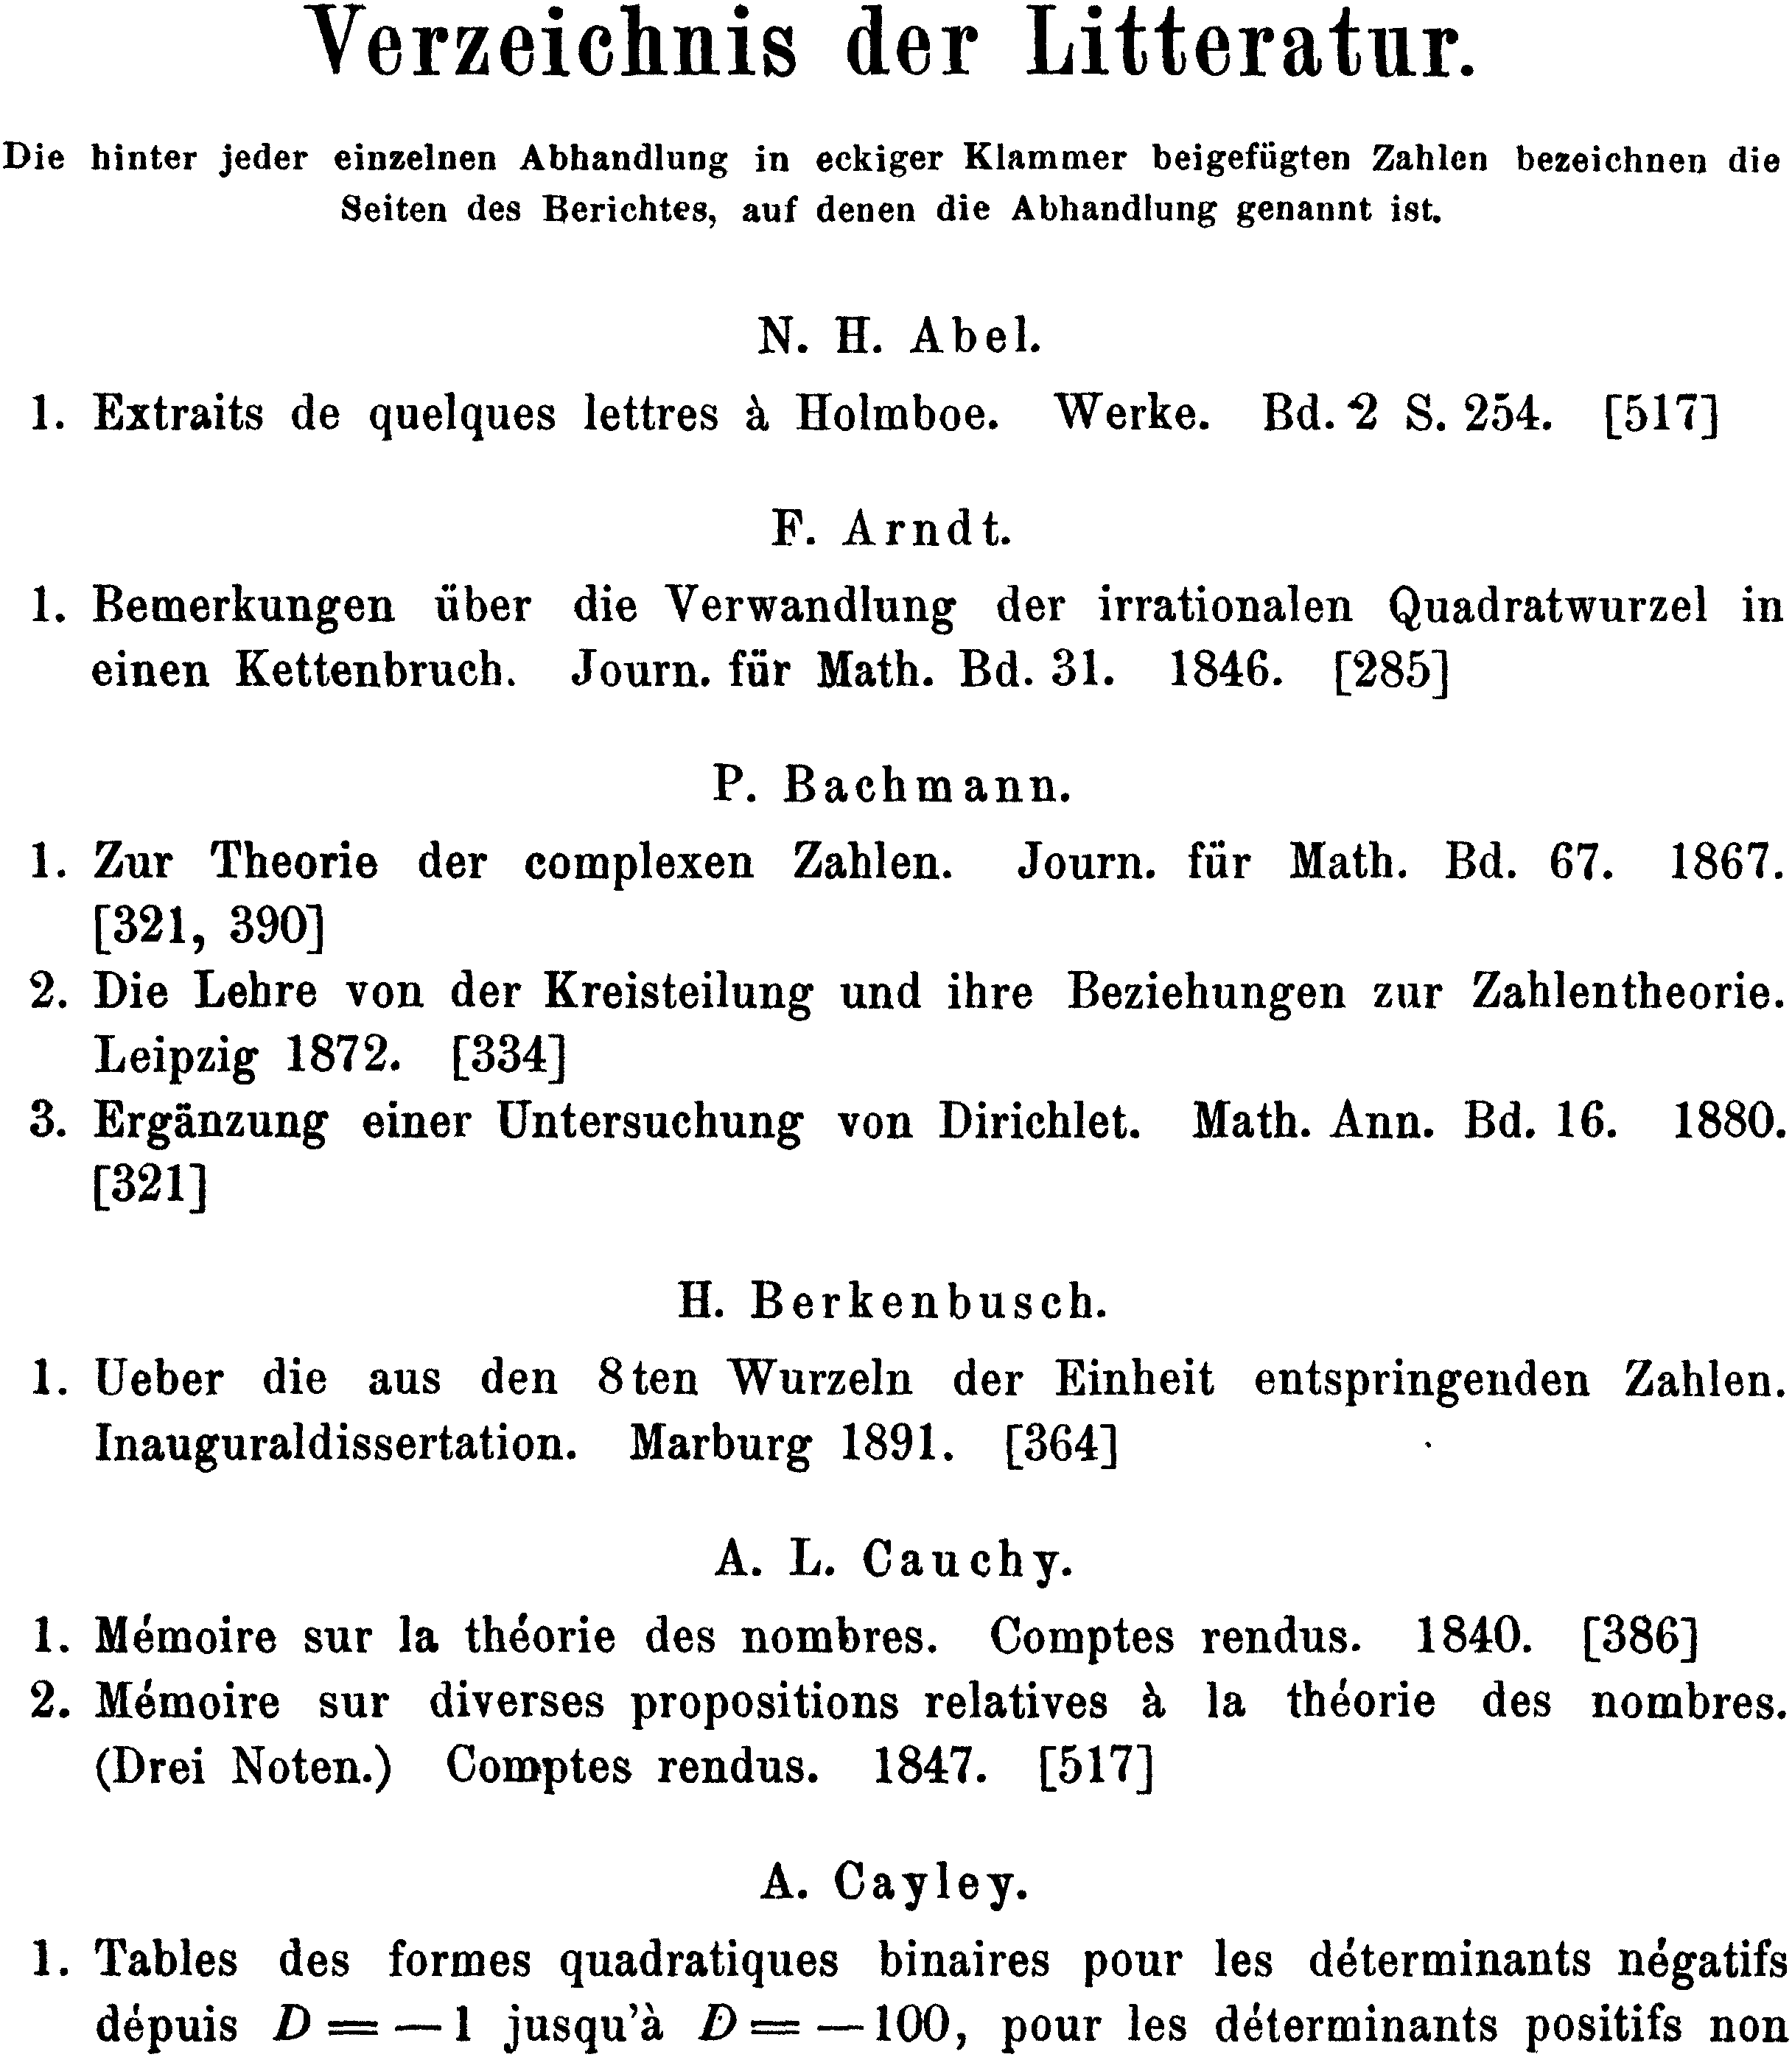 Verzeichnis der Litteratur.
Die hinter jeder einzelnen Abhandlung in eckiger Klammer beigefügten Zahlen bezeichnen die
Seiten des Berichtes, auf denen die Abhandlung genannt ist.
N. H. Abel.
1. Extraits de quelques lettres à Holmboe. Werke. Bd. 2 S. 254. [517]
F. Arndt.
1. Bemerkungen über die Verwandlung der irrationalen Quadratwurzel in
einen Kettenbruch. Journ. für Math. Bd. 31. 1846. [285]
P. Bachmann.
1. Zur Theorie der complexen Zahlen. Journ. für Math. Bd. 67. 1867.
[321, 390]
2. Die Lehre von der Kreisteilung und ihre Beziehungen zur Zahlentheorie.
Leipzig 1872. [334]
3. Ergänzung einer Untersuchung von Dirichlet. Math. Ann. Bd. 16. 1880.
[321]
H. Berkenbusch.
1. Ueber die aus den 8ten Wurzeln der Einheit entspringenden Zahlen.
Inauguraldissertation. Marburg 1891. [364]
A. L. Cauchy.
1. Mémoire sur la théorie des nombres. Comptes rendus. 1840. [386]
2. Mémoire sur diverses propositions relatives à la théorie des nombres.
(Drei Noten.) Comptes rendus. 1847. [517]
A. Cayley.
1. Tables des formes quadratiques binaires pour les déterminants négatifs
dépuis D = — 1 jusqu'à D = — 100, pour les déterminants positifs non